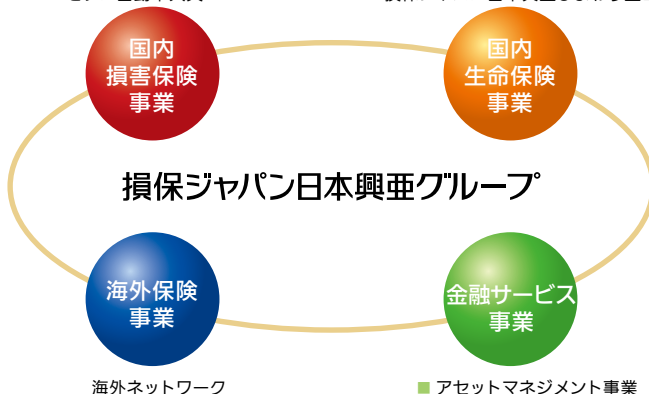 国内
損害保険
事業
国内
生命保険
事業
損保ジャパン日本興亜グループ
海外保険
事業
金融サービス
事業
海外ネットワーク
■ アセットマネジメント事業